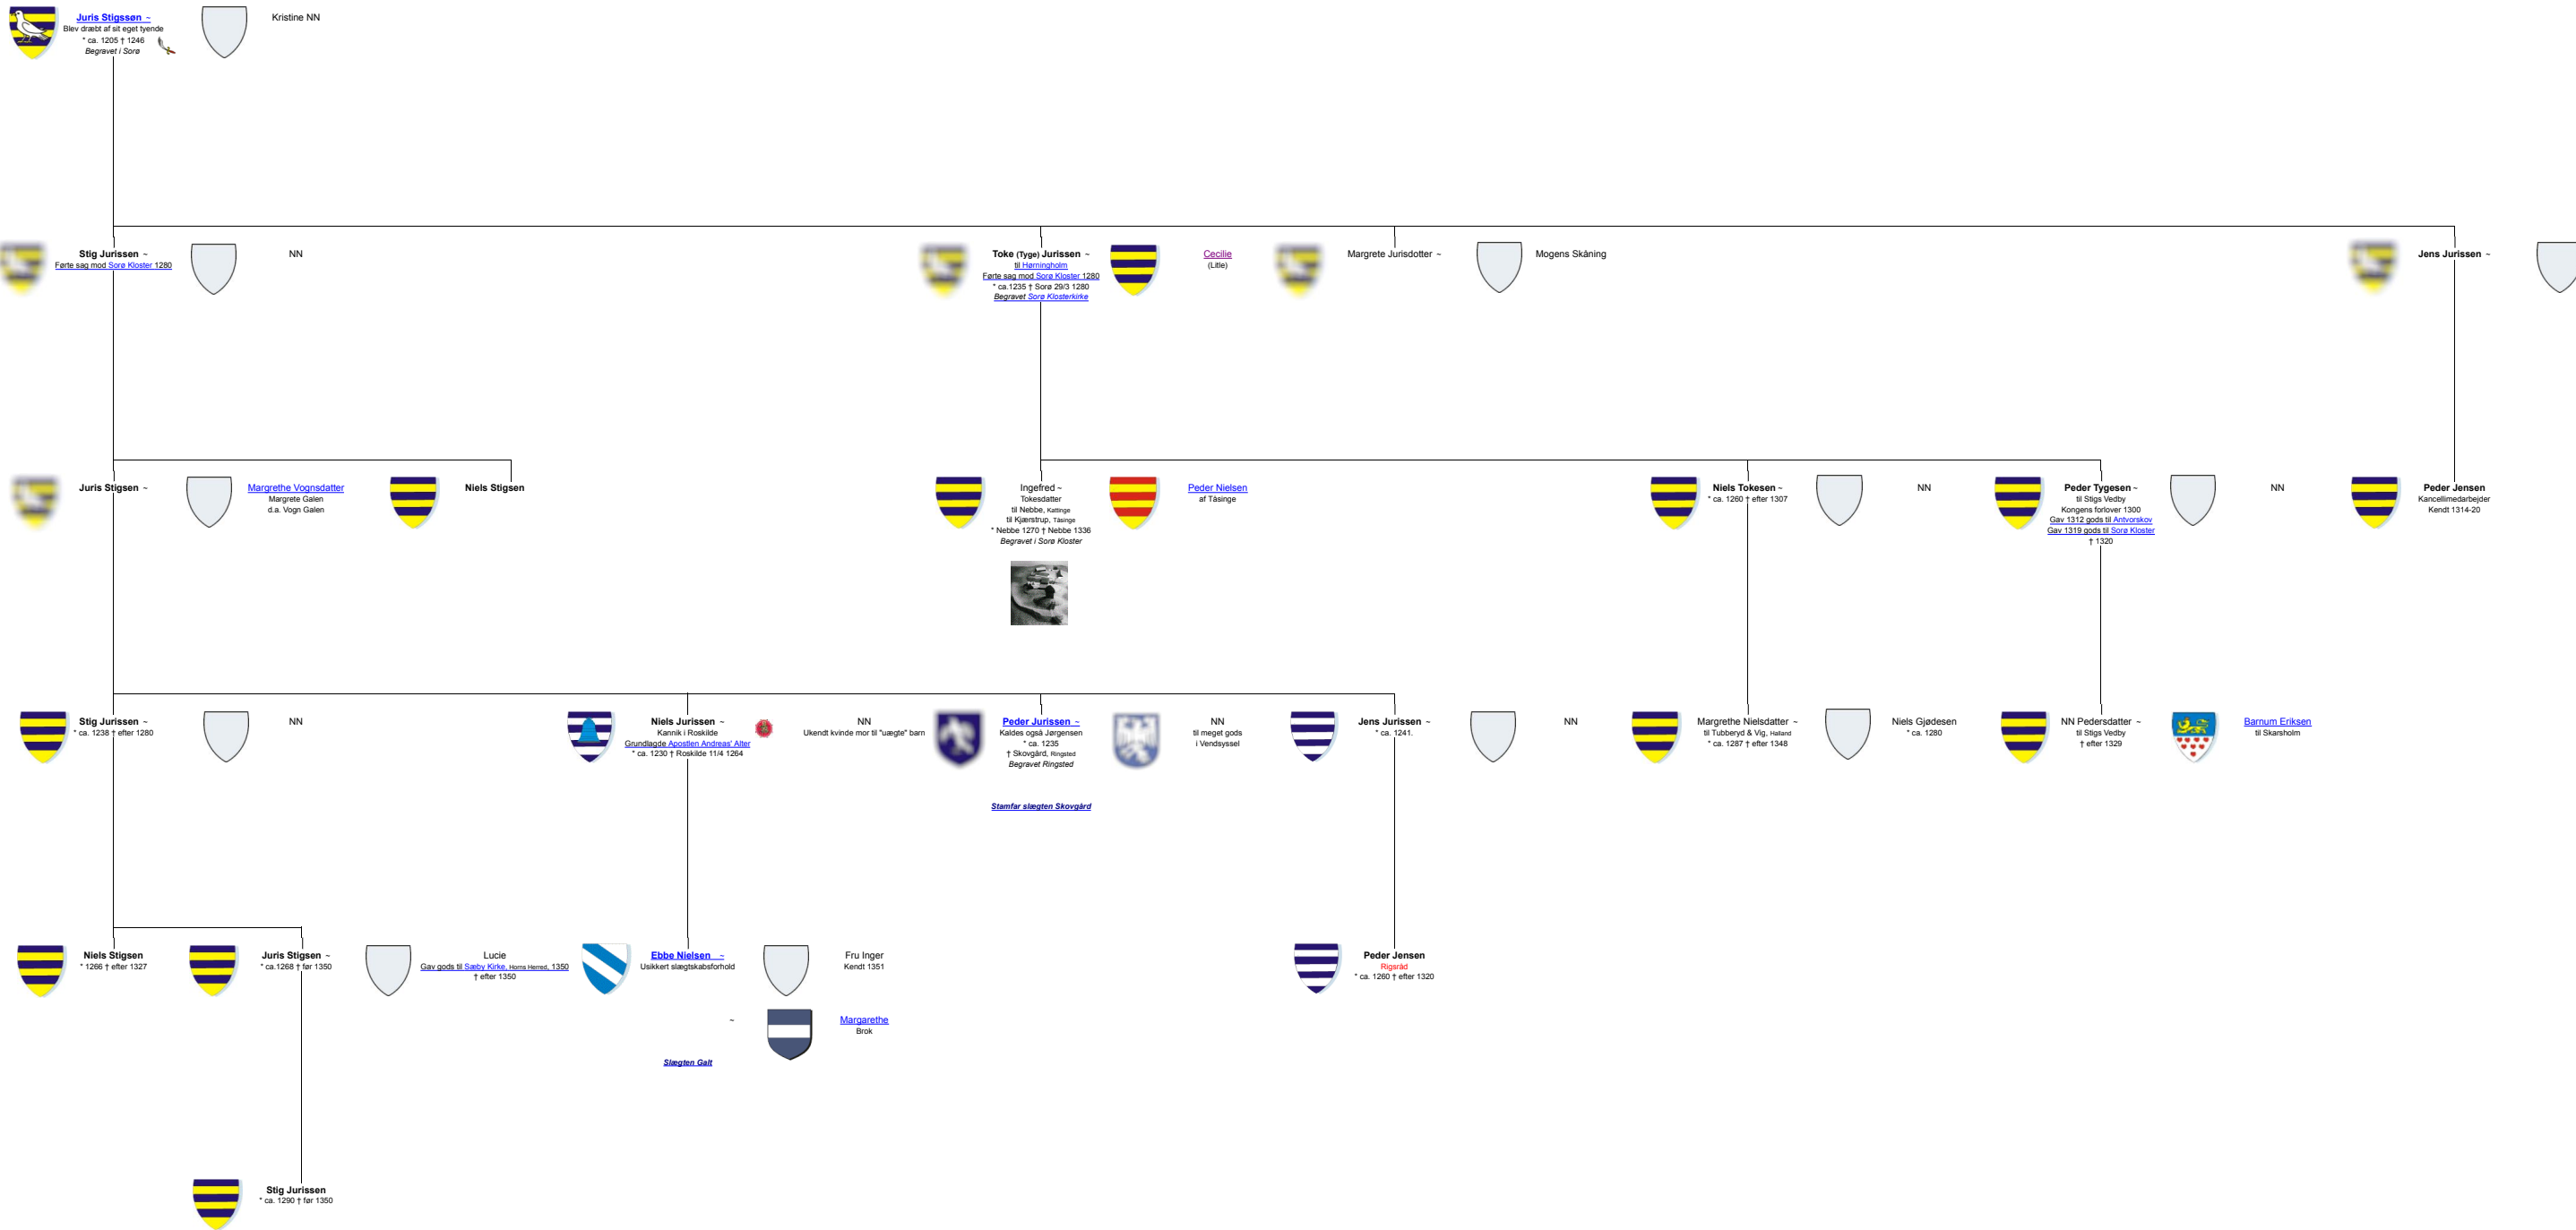 Juris Stigssøn ~
Blev dræbt af sit eget tyende
* ca. 1205 † 1246
Begravet i Sorø
Kristine NN
Stig Jurissen ~
Førte sag mod Sorø Kloster 1280
NN
Toke (Tyge) Jurissen ~
til Hørningholm
Førte sag mod Sorø Kloster 1280
* ca.1235 † Sorø 29/3 1280
Begravet Sorø Klosterkirke
Cecilie
(Litle)
Margrete Jurisdotter ~
Mogens Skåning
Jens Jurissen ~
Juris Stigsen ~
Margrethe Vognsdatter
Margrete Galen
d.a. Vogn Galen
Niels Stigsen
Ingefred ~
Tokesdatter
til Nebbe, Kattinge
til Kjærstrup, Tåsinge
* Nebbe 1270 † Nebbe 1336
Begravet i Sorø Kloster
Peder Nielsen
af Tåsinge
Niels Tokesen ~
* ca. 1260 † efter 1307
NN
Peder Tygesen ~
til Stigs Vedby
Kongens forlover 1300
Gav 1312 gods til Antvorskov
Gav 1319 gods til Sorø Kloster
† 1320
NN
Peder Jensen
Kancellimedarbejder
Kendt 1314-20
Stig Jurissen ~
* ca. 1238 † efter 1280
NN
Niels Jurissen ~
Kannik i Roskilde
Grundlagde Apostlen Andreas' Alter
* ca. 1230 † Roskilde 11/4 1264
NN
Ukendt kvinde mor til "uægte" barn
Peder Jurissen ~
Kaldes også Jørgensen
* ca. 1235
† Skovgård, Ringsted
Begravet Ringsted
Stamfar slægten Skovgård
NN
til meget gods
i Vendsyssel
Jens Jurissen ~
* ca. 1241.
NN
Margrethe Nielsdatter ~
til Tubberyd & Vig, Halland
* ca. 1287 † efter 1348
Niels Gjødesen
* ca. 1280
NN Pedersdatter ~
til Stigs Vedby
† efter 1329
Barnum Eriksen
til Skarsholm
Niels Stigsen
* 1266 † efter 1327
Juris Stigsen ~
* ca.1268 † før 1350
Lucie
Gav gods til Sæby Kirke, Horns Herred, 1350
† efter 1350
Ebbe Nielsen ~
Usikkert slægtskabsforhold
Fru Inger
Kendt 1351
Peder Jensen
Rigsråd
* ca. 1260 † efter 1320
~
Margarethe
Brok
Slægten Galt
Stig Jurissen
* ca. 1290 † før 1350